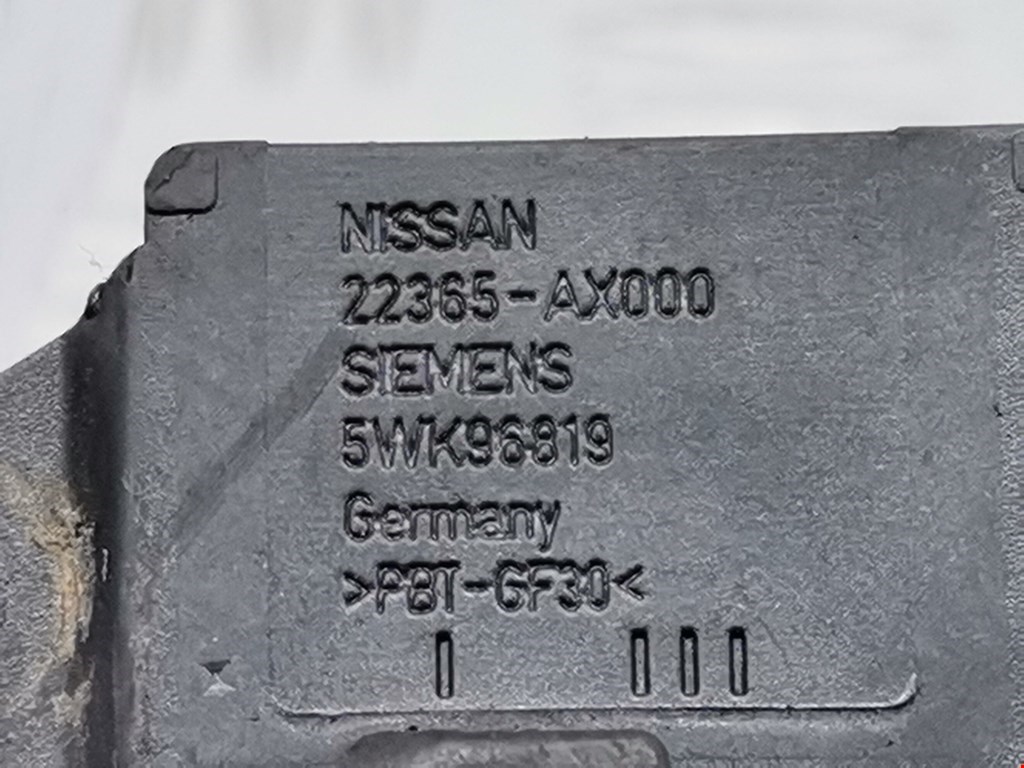 NISSAN
22365-AX000
SIEMENS
5WK96819
Germany
>PBT-GF30<